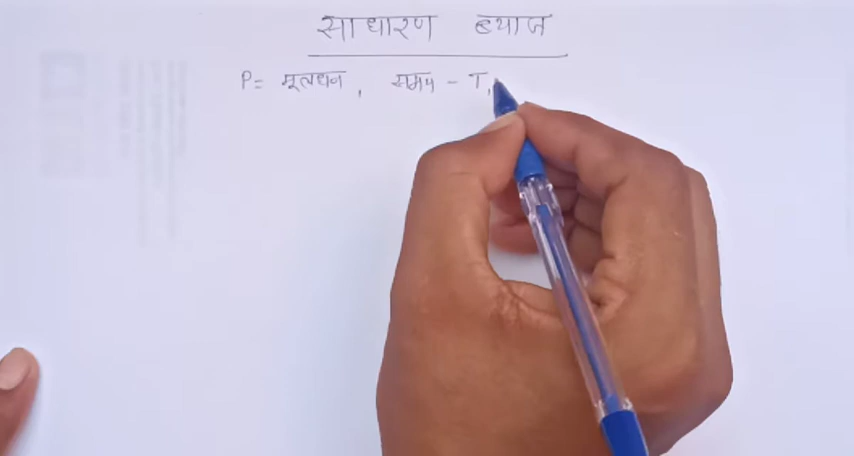 साधारण ब्याज
P = मूलधन , समय - T,